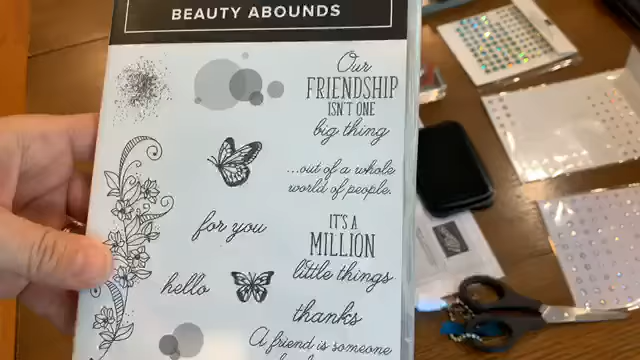 BEAUTY ABOUNDS
Our
FRIENDSHIP
ISN'T ONE
big thing
...out of a whole
world of people.
for you
IT'S A
MILLION
little things
hello
thanks
A friend is someone